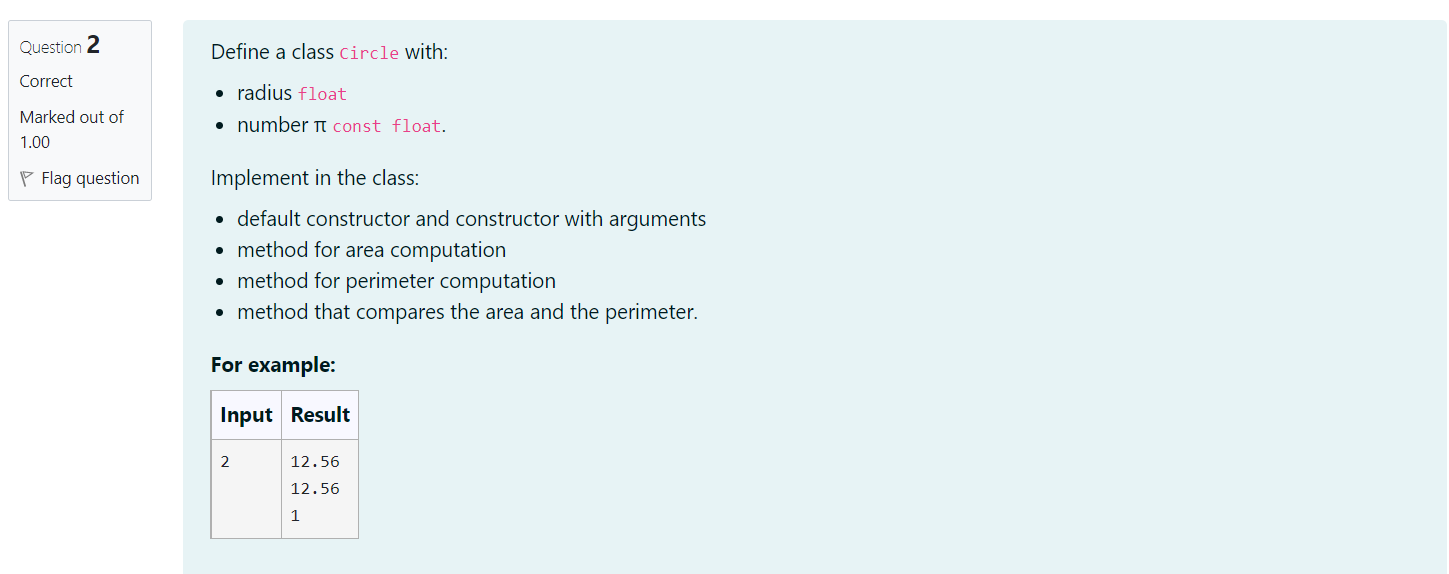 Question 2
Correct
Marked out of
1.00
Flag question
Define a class Circle with:
• radius float
• number π const float.
Implement in the class:
• default constructor and constructor with arguments
• method for area computation
• method for perimeter computation
• method that compares the area and the perimeter.
For example:
Input Result
2 12.56
12.56
1